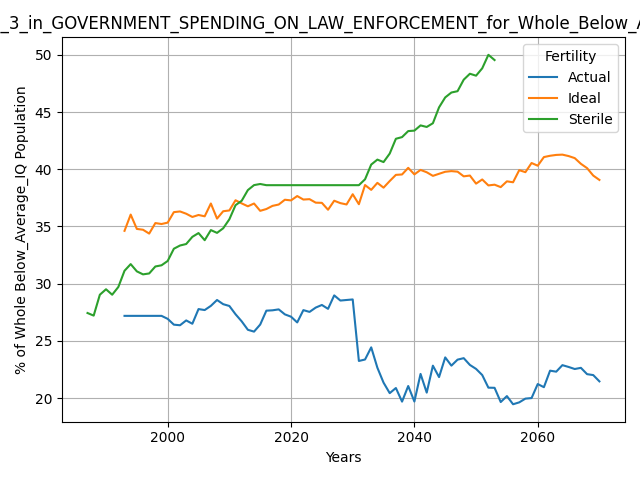 _3_in_GOVERNMENT_SPENDING_ON_LAW_ENFORCEMENT_for_Whole_Below_A
50
45
40
35
30
25
20
% of Whole Below_Average_IQ Population
Fertility
Actual
Ideal
Sterile
2000
2020
2040
2060
Years